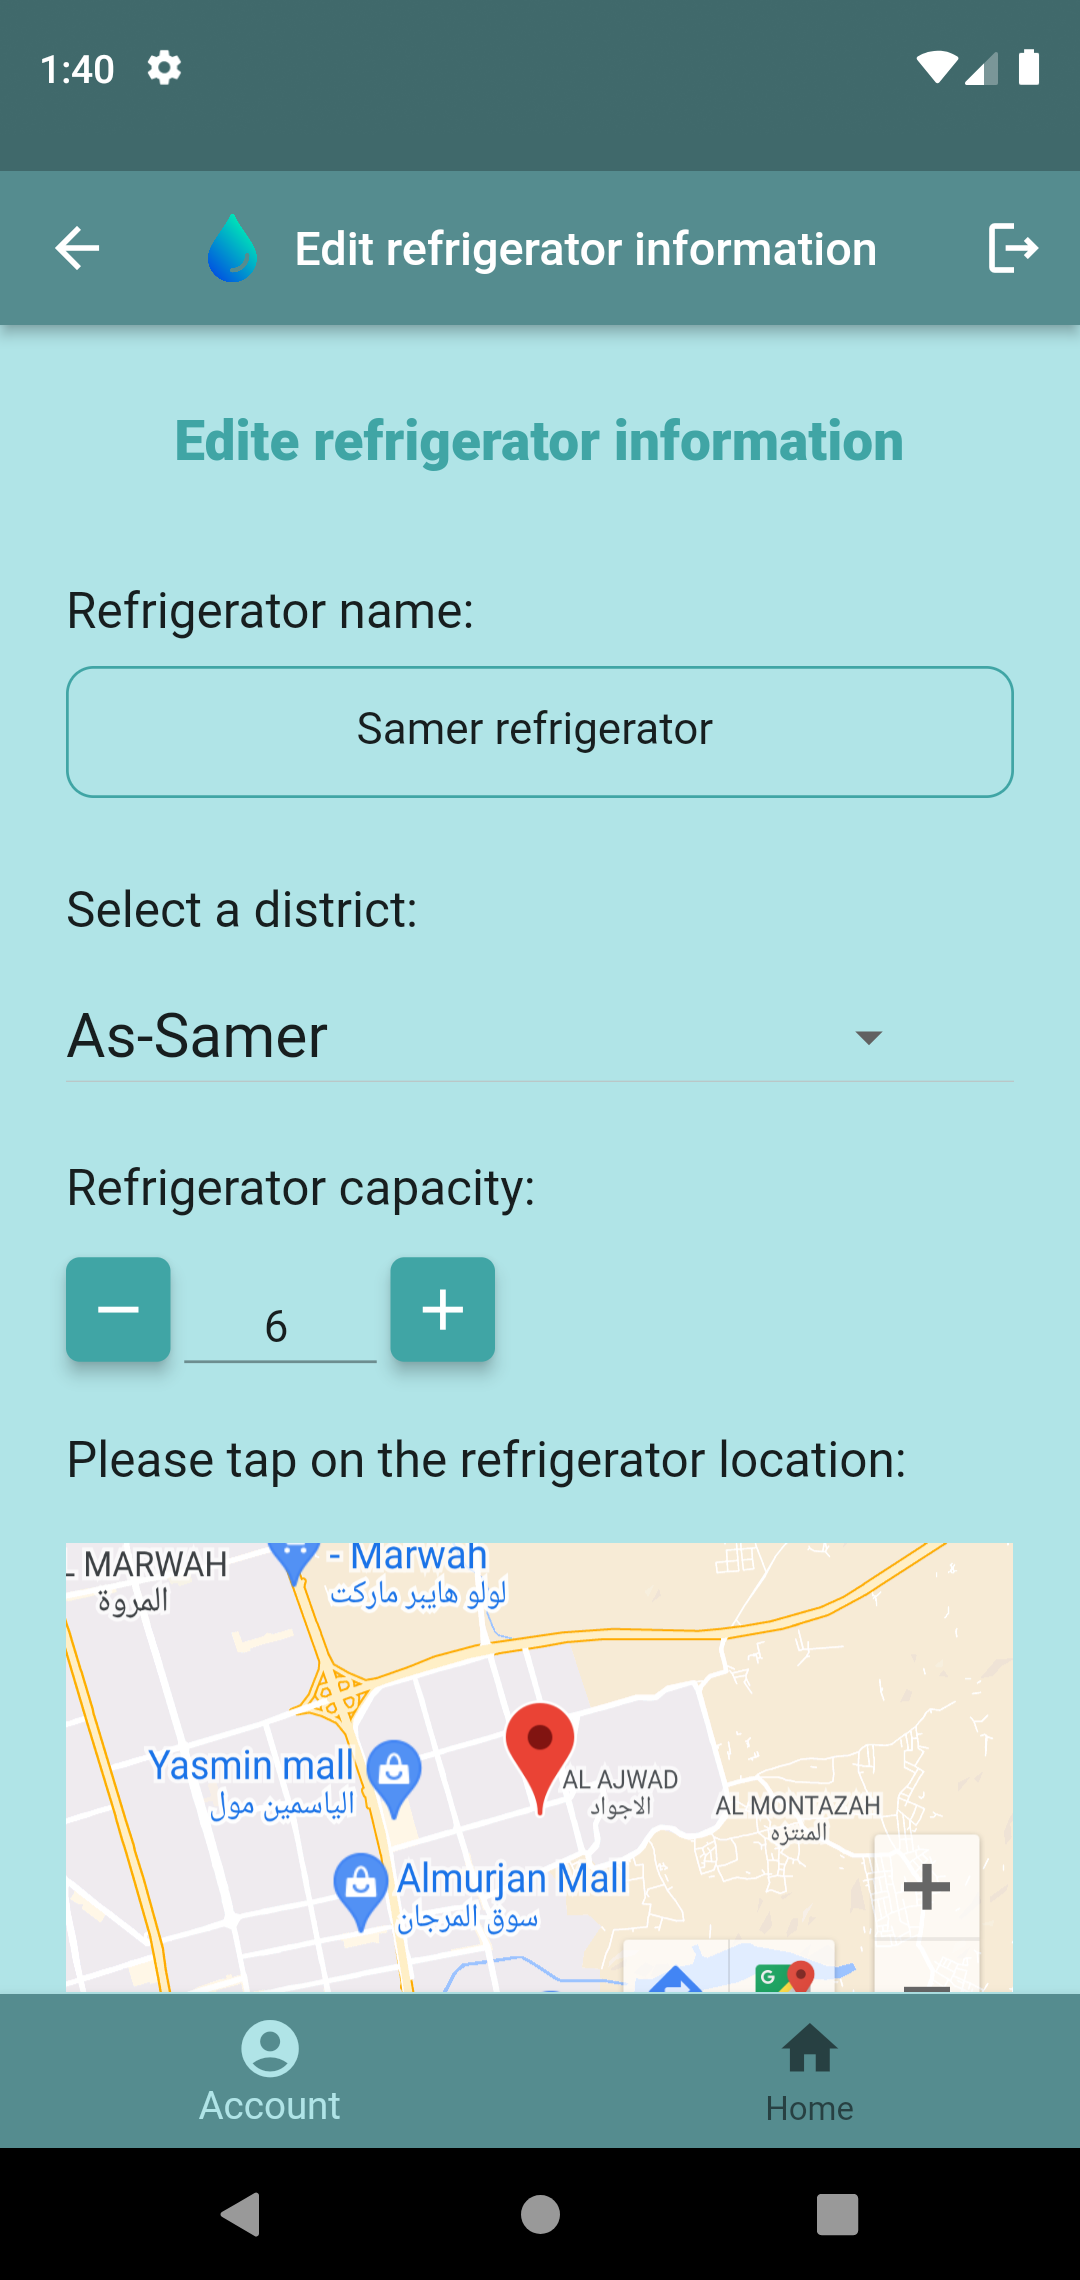 1:40
Edit refrigerator information
Edite refrigerator information
Refrigerator name:
Samer refrigerator
Select a district:
As-Samer
Refrigerator capacity:
6
Please tap on the refrigerator location:
MARWAH
المروة
- Marwah
لولو هايبر ماركت
Yasmin mall
الياسمين مول
AL AJWAD
الاجواد
AL MONTAZAH
المنتزه
Almurjan Mall
سوق المرجان
G
Account
Home